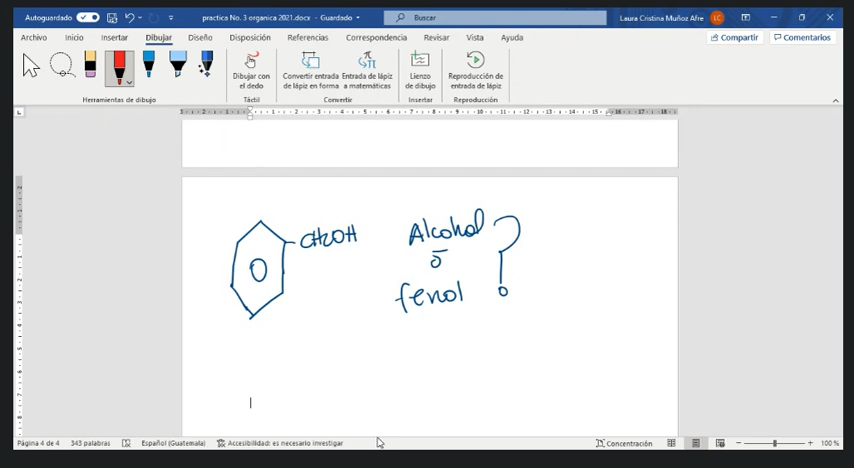 Autoguardado
practica No. 3 organica 2021.docx - Guardado
Buscar
Laura Cristina Muñoz Afre
LC
Archivo Inicio Insertar Dibujar Diseño Disposición Referencias Correspondencia Revisar Vista Ayuda
Compartir
Comentarios
Dibujar con el dedo
Convertir entrada de lápiz en forma
Entrada de lápiz a matemáticas
Lienzo de dibujo
Reproducción de entrada de lápiz
Herramientas de dibujo
Táctil
Convertir
Insertar
Reproducción
CH2OH
Alcohol
ó
fenol
?
Página 4 de 4 343 palabras Español (Guatemala) Accesibilidad: es necesario investigar
Concentración
100 %